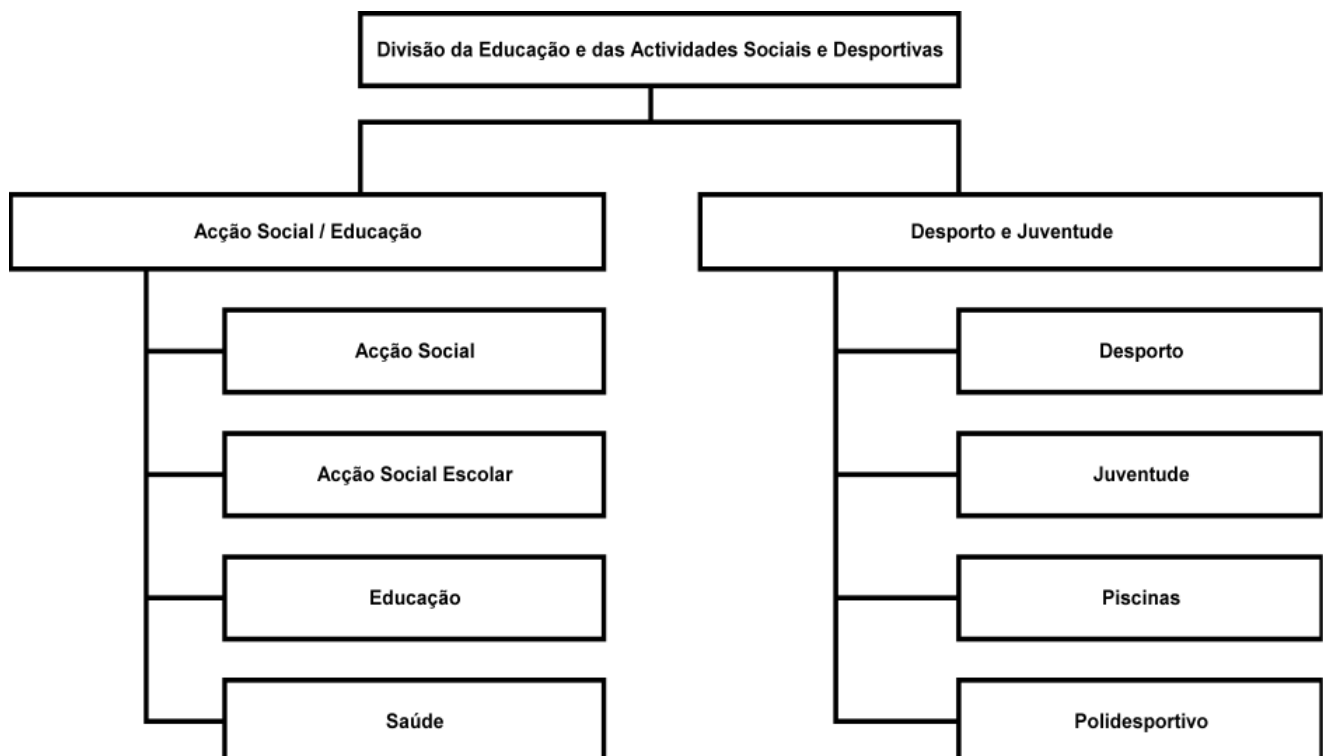 Divisão da Educação e das Actividades Sociais e Desportivas
Acção Social / Educação
Desporto e Juventude
Acção Social
Desporto
Acção Social Escolar
Juventude
Educação
Piscinas
Saúde
Polidesportivo